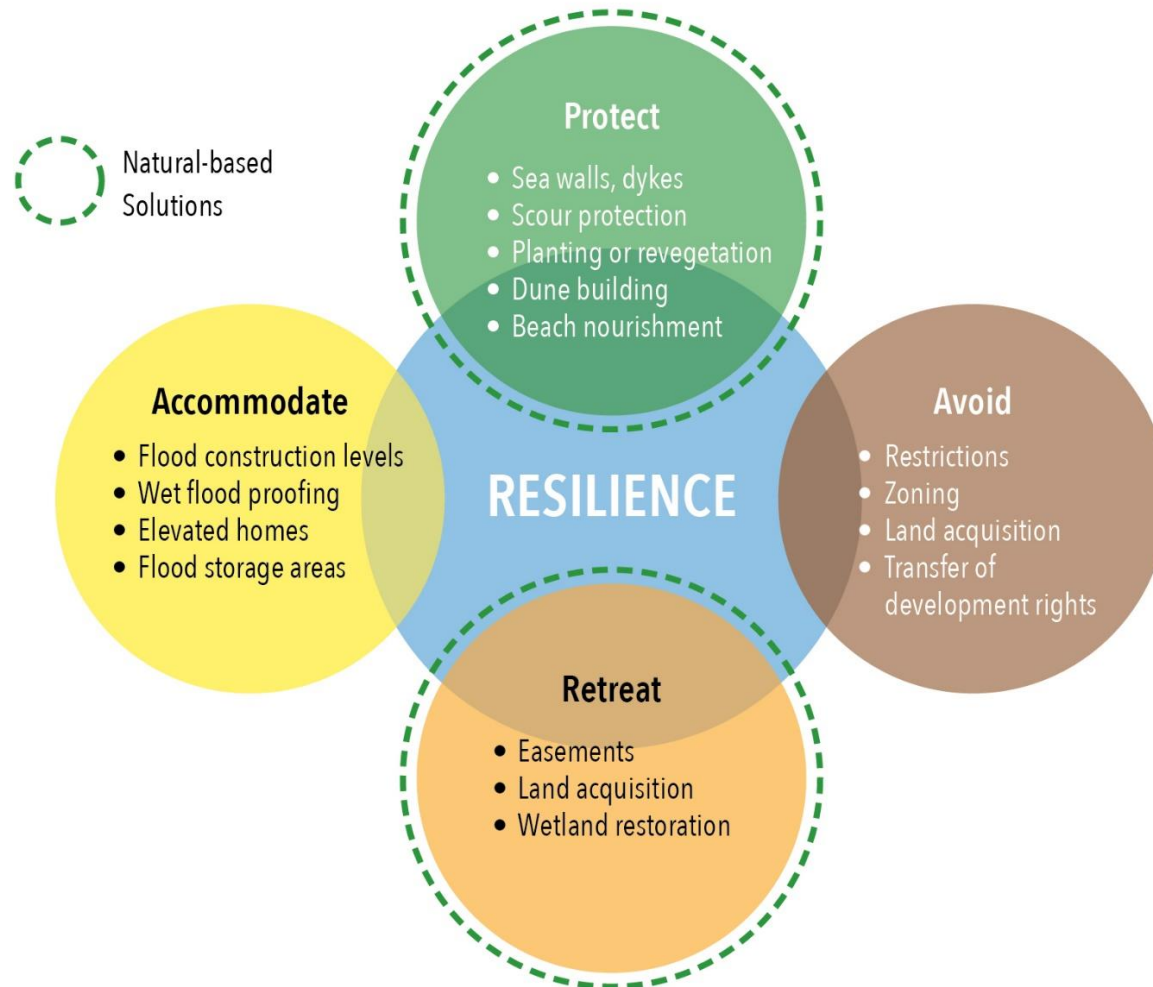 Protect
• Sea walls, dykes
• Scour protection
• Planting or revegetation
• Dune building
• Beach nourishment
Natural-based
Solutions
Accommodate
• Flood construction levels
• Wet flood proofing
• Elevated homes
• Flood storage areas
RESILIENCE
Avoid
• Restrictions
• Zoning
• Land acquisition
• Transfer of
development rights
Retreat
• Easements
• Land acquisition
• Wetland restoration